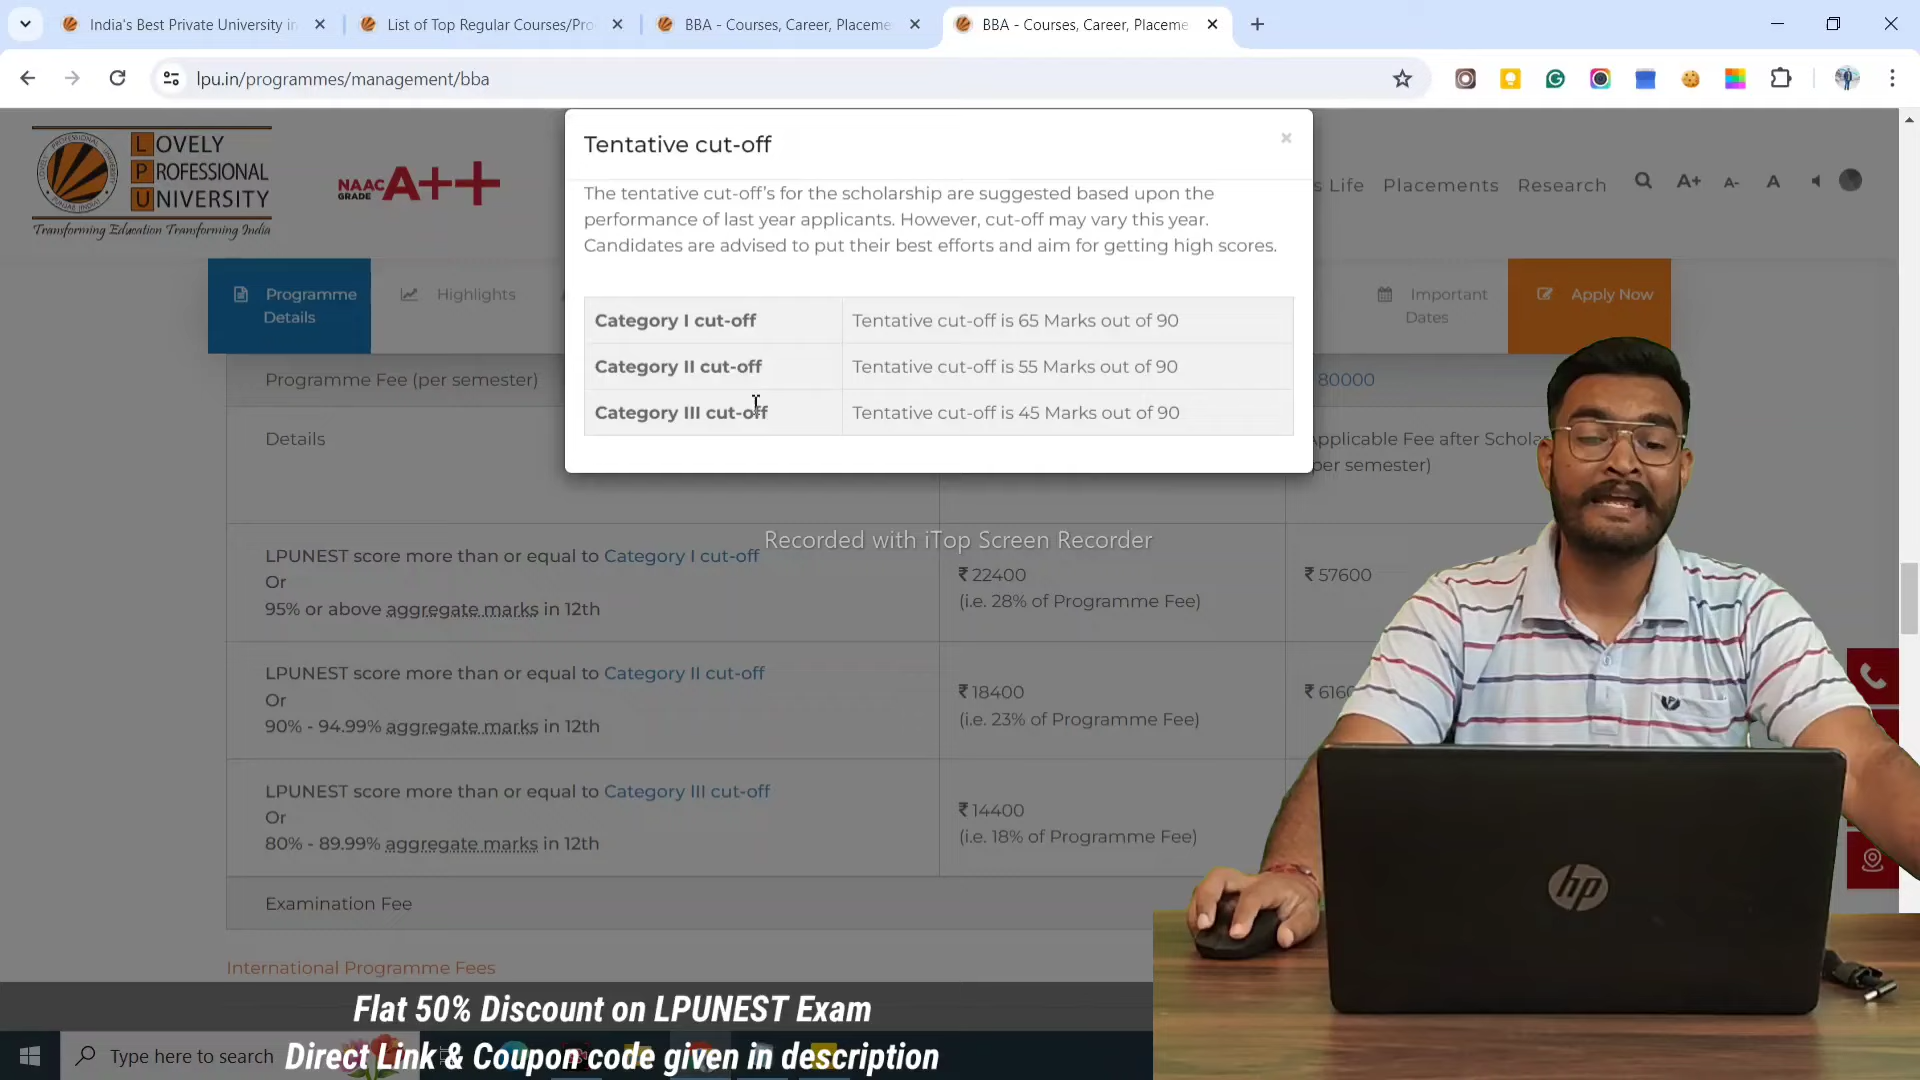 India's Best Private University in
List of Top Regular Courses/Pro
BBA - Courses, Career, Placeme
BBA - Courses, Career, Placeme
lpu.in/programmes/management/bba
LOVELY
PROFESSIONAL
UNIVERSITY
Transforming Education Transforming India
NAAC
GRADE
A++
s Life
Placements
Research
A+
A-
A
Tentative cut-off
×
The tentative cut-off's for the scholarship are suggested based upon the
performance of last year applicants. However, cut-off may vary this year.
Candidates are advised to put their best efforts and aim for getting high scores.
Category I cut-off Tentative cut-off is 65 Marks out of 90
Category II cut-off Tentative cut-off is 55 Marks out of 90
Category III cut-off Tentative cut-off is 45 Marks out of 90
Programme
Details
Highlights
Important
Dates
Apply Now
Programme Fee (per semester) 80000
Details
Applicable Fee after Schola
per semester)
Recorded with iTop Screen Recorder
LPUNEST score more than or equal to Category I cut-off
Or
95% or above aggregate marks in 12th
₹ 22400
(i.e. 28% of Programme Fee)
₹ 57600
LPUNEST score more than or equal to Category II cut-off
Or
90% - 94.99% aggregate marks in 12th
₹ 18400
(i.e. 23% of Programme Fee)
₹ 6160
LPUNEST score more than or equal to Category III cut-off
Or
80% - 89.99% aggregate marks in 12th
₹ 14400
(i.e. 18% of Programme Fee)
Examination Fee
International Programme Fees
hp
Flat 50% Discount on LPUNEST Exam
Type here to search
Direct Link & Coupon code given in description